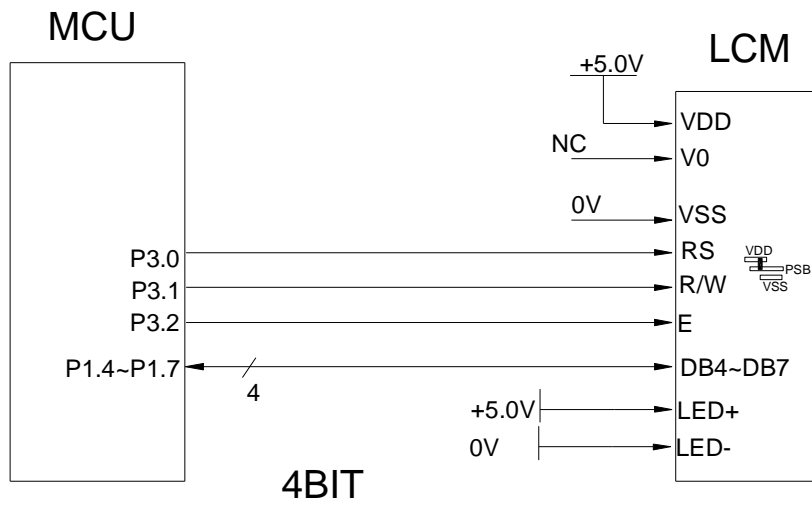 MCU
LCM
+5.0V
VDD
NC
V0
0V
VSS
P3.0
RS
VDD
PSB
VSS
P3.1
R/W
P3.2
E
P1.4~P1.7
4
DB4~DB7
+5.0V
LED+
0V
LED-
4BIT